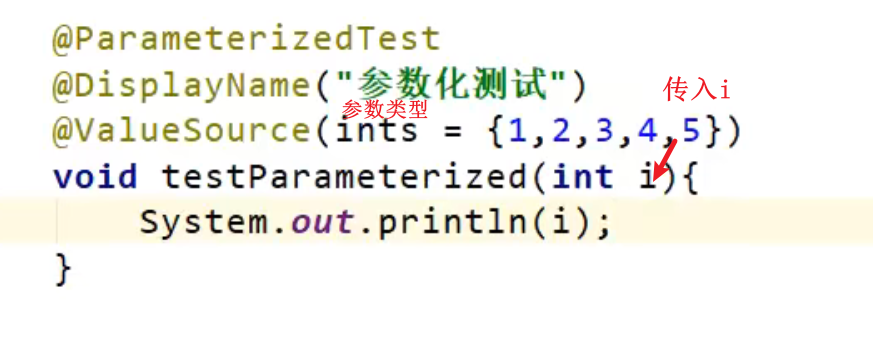 @ParameterizedTest
@DisplayName("参数化测试")
传入i
参数类型
@ValueSource(ints = {1,2,3,4,5})
void testParameterized(int i){
System.out.println(i);
}